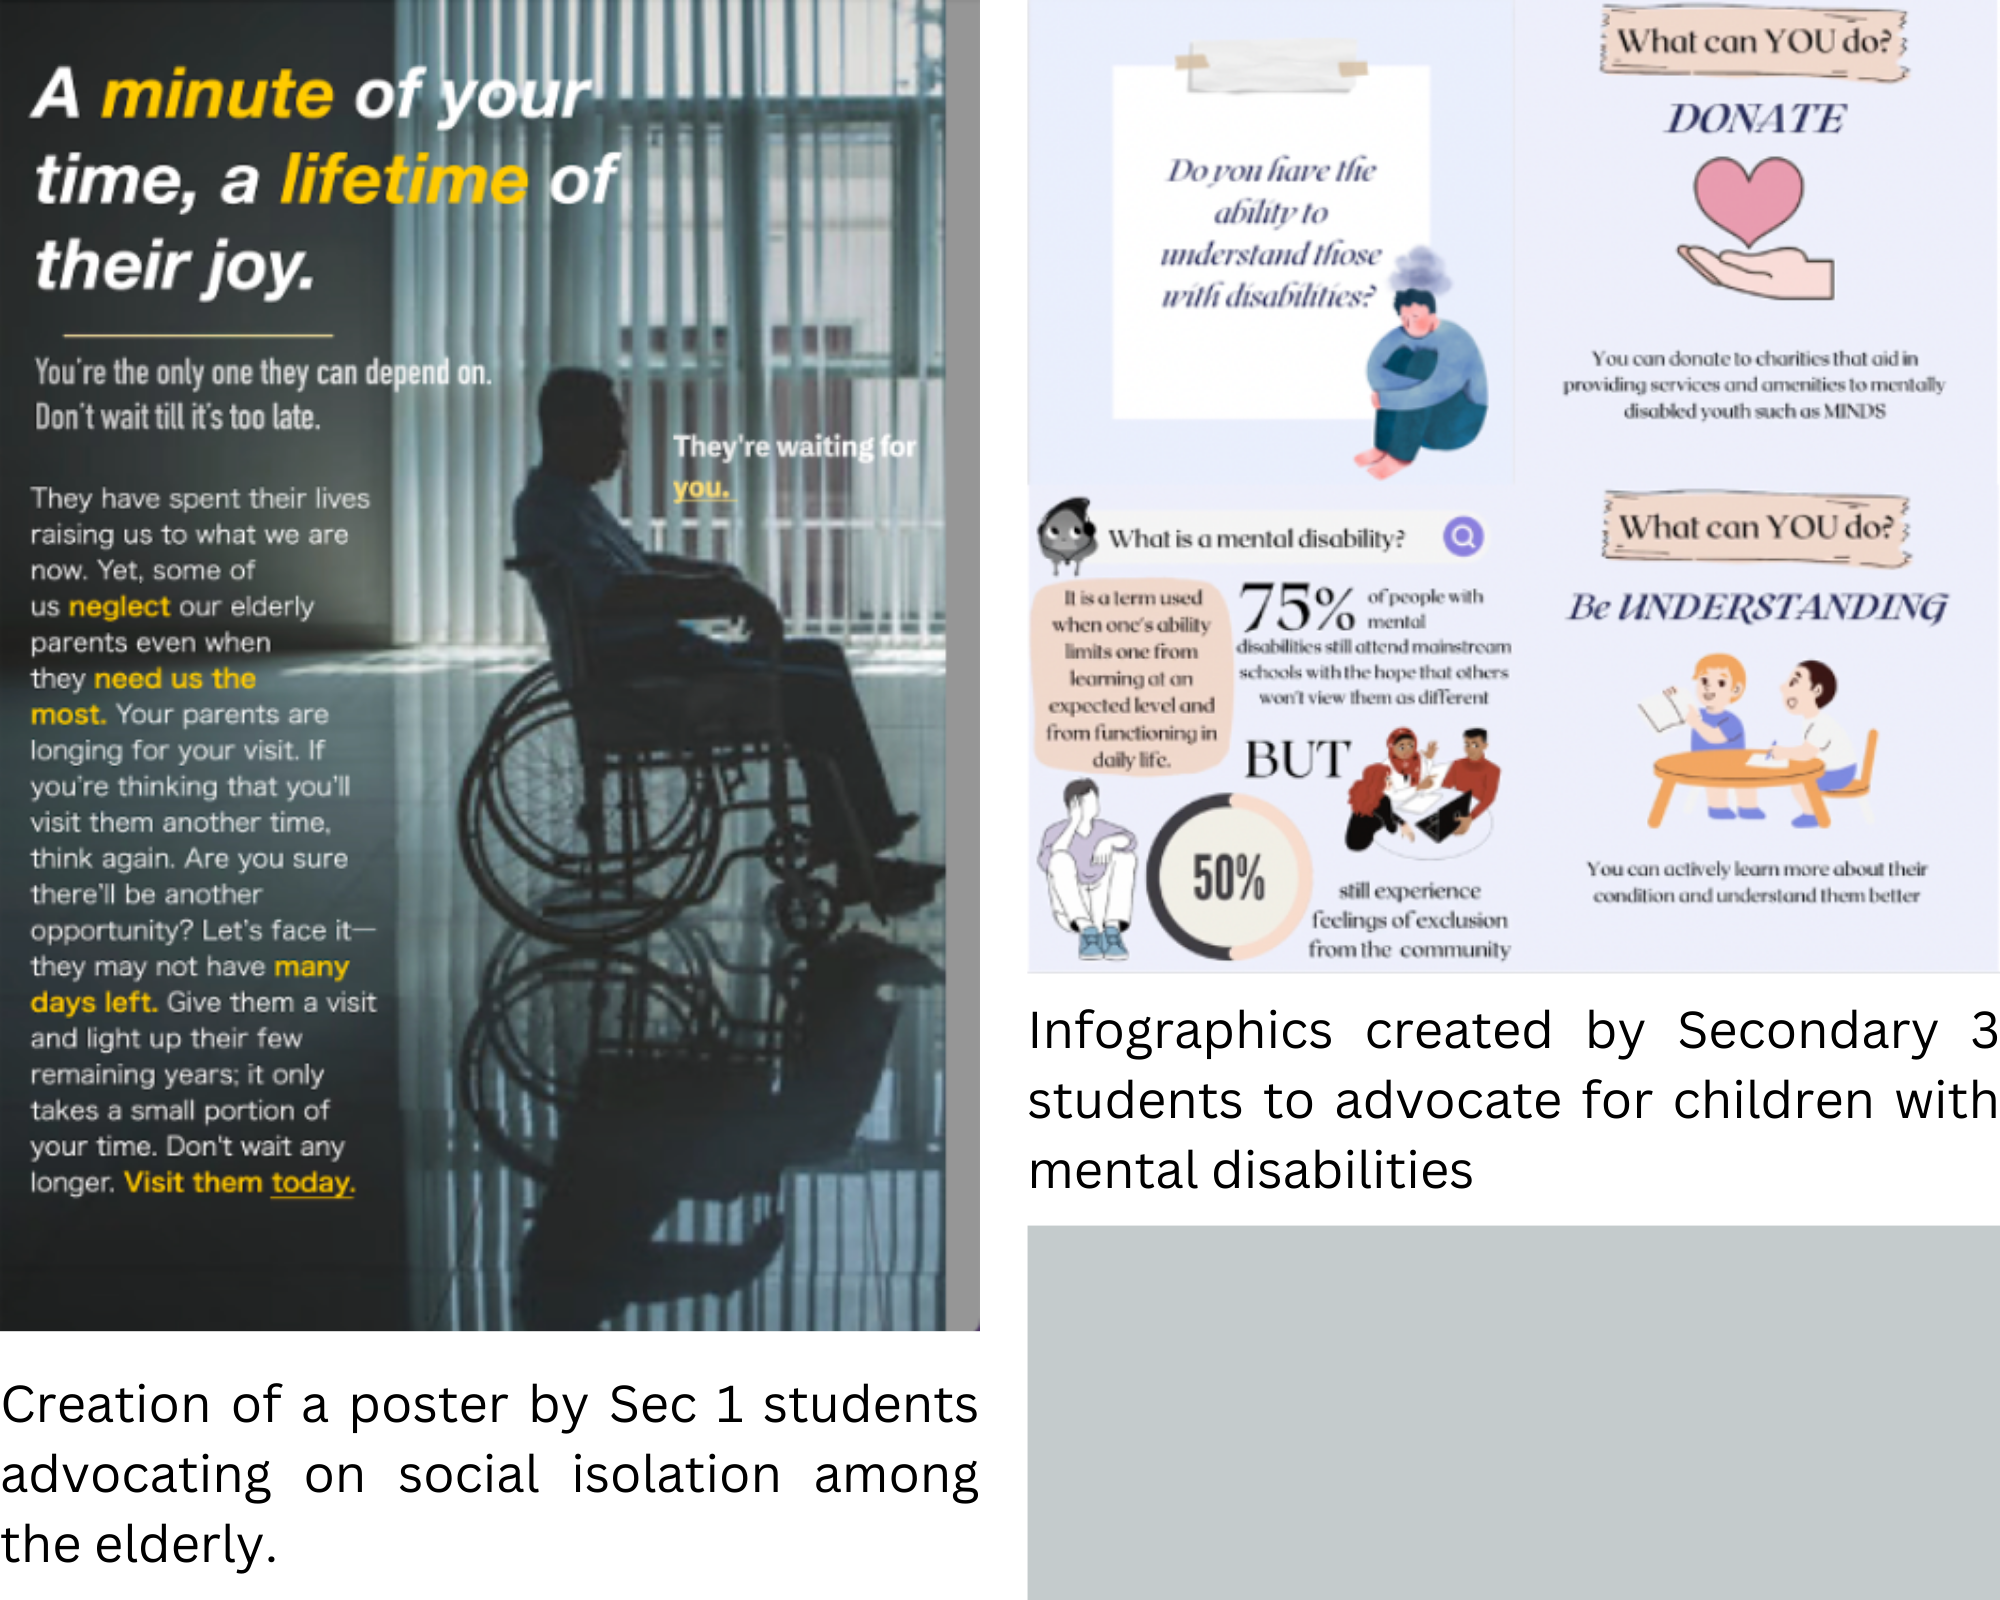 A minute of your
time, a lifetime of
their joy.
You're the only one they can depend on.
Don't wait till it's too late.
They're waiting for
you.
They have spent their lives
raising us to what we are
now. Yet, some of
us neglect our elderly
parents even when
they need us the
most. Your parents are
longing for your visit. If
you're thinking that you'll
visit them another time,
think again. Are you sure
there'll be another
opportunity? Let's face it—
they may not have many
days left. Give them a visit
and light up their few
remaining years; it only
takes a small portion of
your time. Don't wait any
longer. Visit them today.
Creation of a poster by Sec 1 students
advocating on social isolation among
the elderly.
Do you have the
ability to
understand those
with disabilities?
What can YOU do?
DONATE
You can donate to charities that aid in
providing services and amenities to mentally
disabled youth such as MINDS
What is a mental disability?
It is a term used
when one's ability
limits one from
learning at an
expected level and
from functioning in
daily life.
75% of people with
mental
disabilities still attend mainstream
schools with the hope that others
won't view them as different
BUT
50%
still experience
feelings of exclusion
from the community
What can YOU do?
Be UNDERSTANDING
You can actively learn more about their
condition and understand them better
Infographics created by Secondary 3
students to advocate for children with
mental disabilities